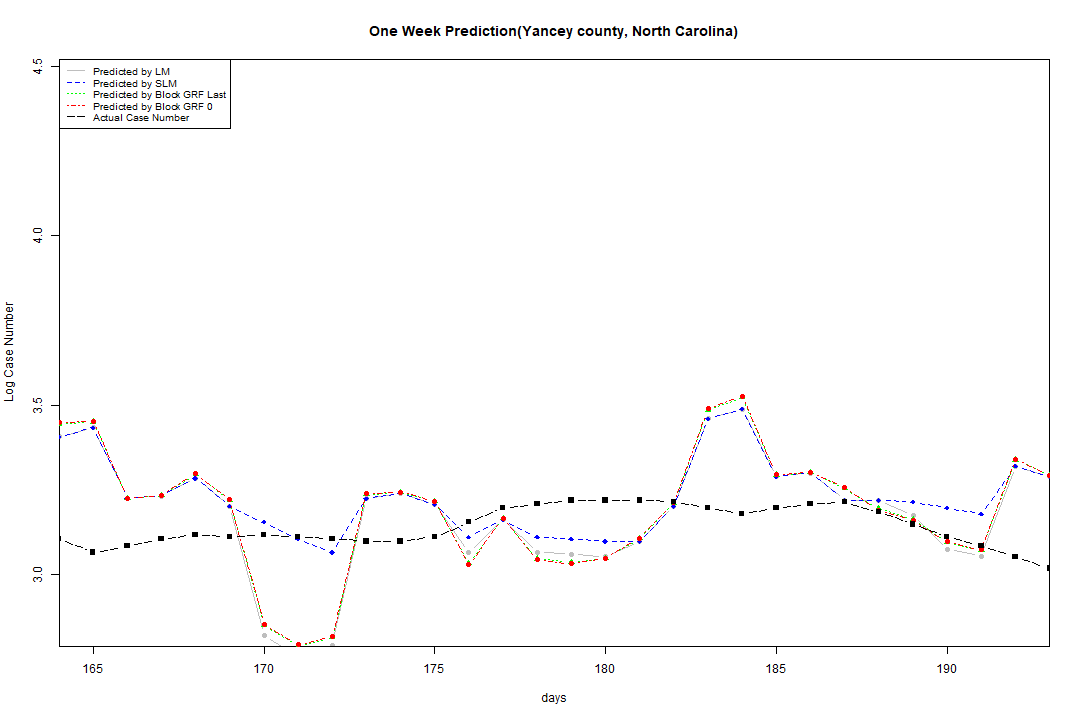 One Week Prediction(Yancey county, North Carolina)
4.5
Predicted by LM
Predicted by SLM
Predicted by Block GRF Last
Predicted by Block GRF 0
Actual Case Number
4.0
Log Case Number
3.5
3.0
165 170 175 180 185 190
days